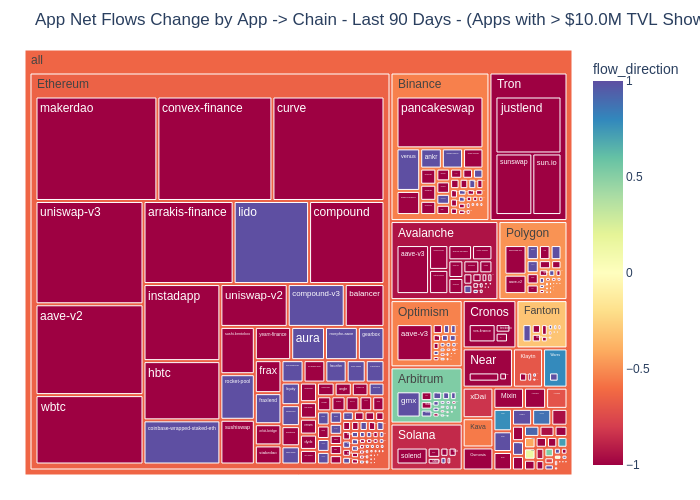 App Net Flows Change by App -> Chain - Last 90 Days - (Apps with > $10.0M TVL Show
all
flow_direction
Ethereum
Binance
Tron
makerdao
convex-finance
curve
pancakeswap
justlend
venus
ankr
sunswap
sun.io
uniswap-v3
arrakis-finance
lido
compound
Avalanche
Polygon
aave-v3
aave-v2
instadapp
uniswap-v2
compound-v3
balancer
Optimism
Cronos
Fantom
aave-v3
aura
gearbox
yearn-finance
Near
Klaytn
hbtc
frax
rocket-pool
fraxlend
Arbitrum
gmx
xDai
Mixin
wbtc
coinbase-wrapped-staked-eth
sushiswap
Solana
solend
Kava
1
0.5
0
−0.5
−1